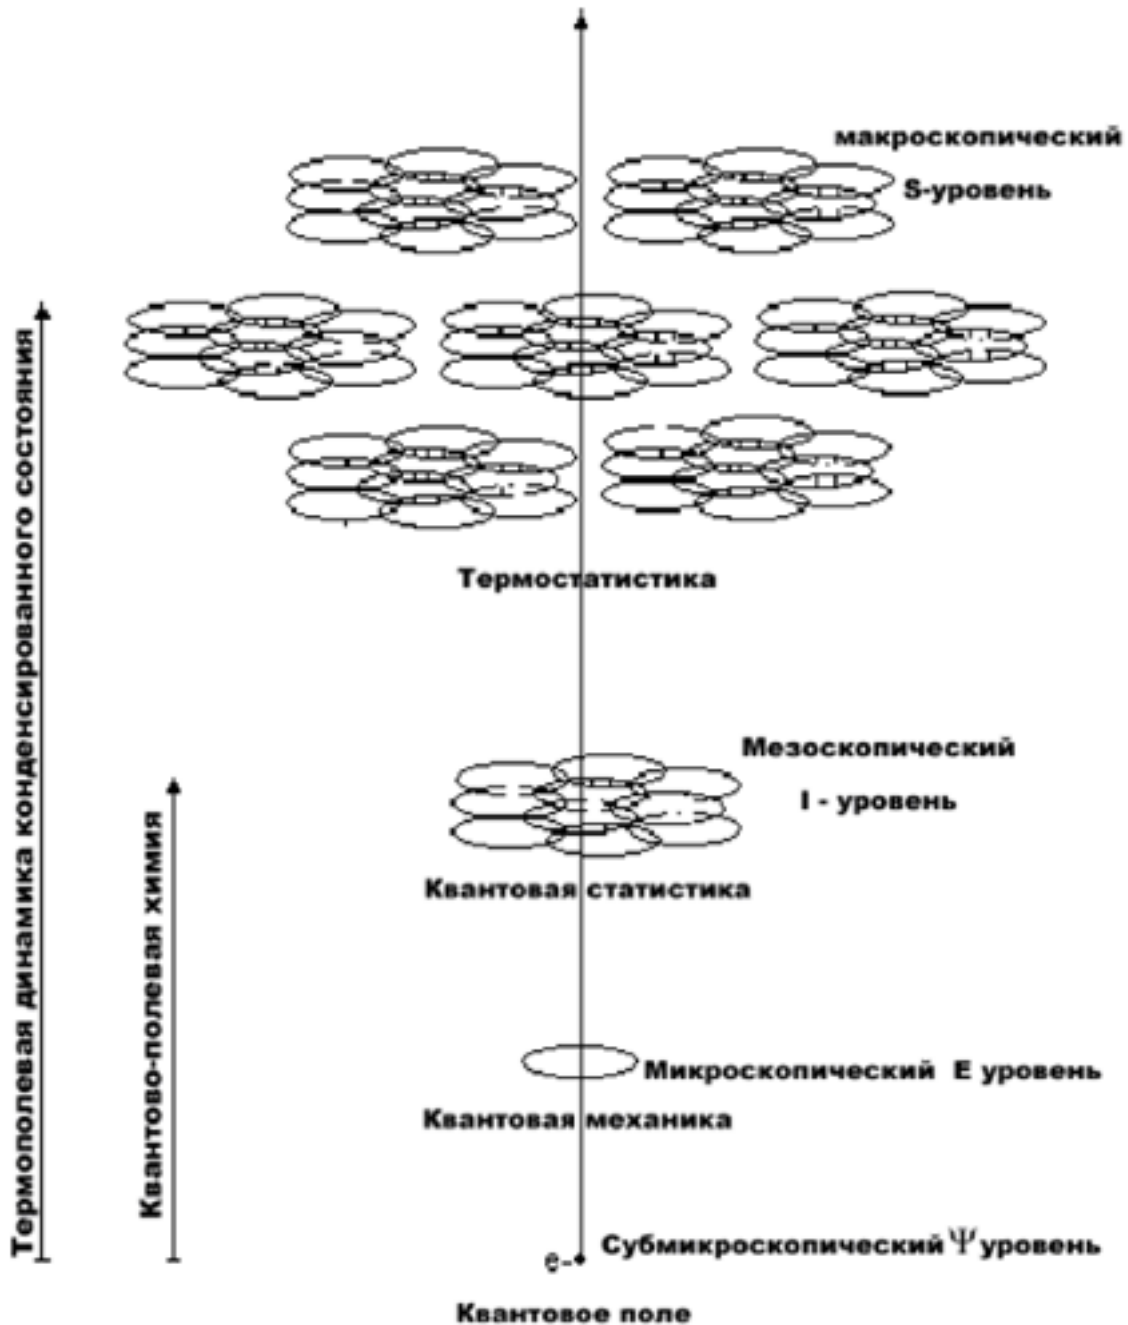 макроскопический
S-уровень
Термополевая динамика конденсированного состояния
Термостатистика
Мезоскопический
I - уровень
Квантово-полевая химия
Квантовая статистика
Микроскопический Е уровень
Квантовая механика
e- Субмикроскопический Ψ уровень
Квантовое поле